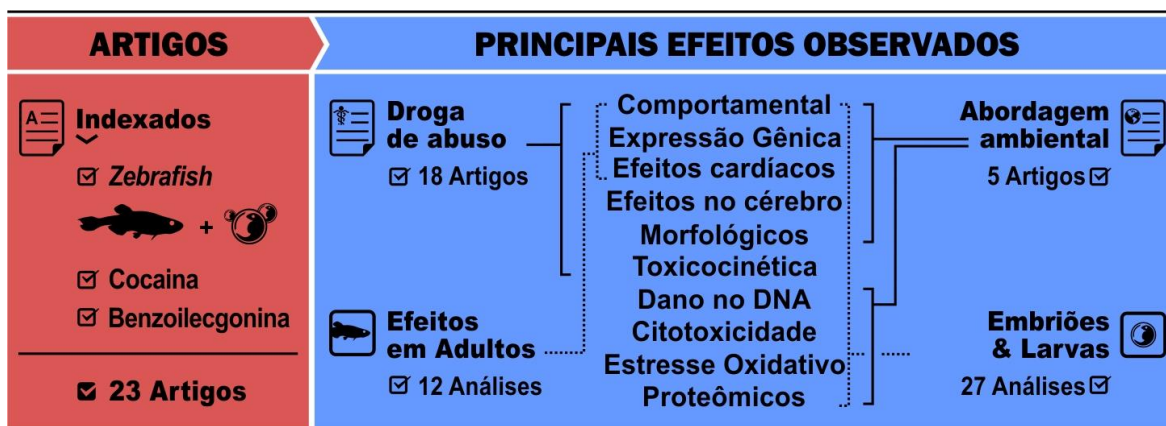 ARTIGOS
PRINCIPAIS EFEITOS OBSERVADOS
A
Indexados
Zebrafish
+
Cocaina
Benzoilecgonina
23 Artigos
Droga
de abuso
18 Artigos
Efeitos
em Adultos
12 Análises
Comportamental
Expressão Gênica
Efeitos cardíacos
Efeitos no cérebro
Morfológicos
Toxicocinética
Dano no DNA
Citotoxicidade
Estresse Oxidativo
Proteômicos
Abordagem
ambiental
5 Artigos
Embriões
& Larvas
27 Análises